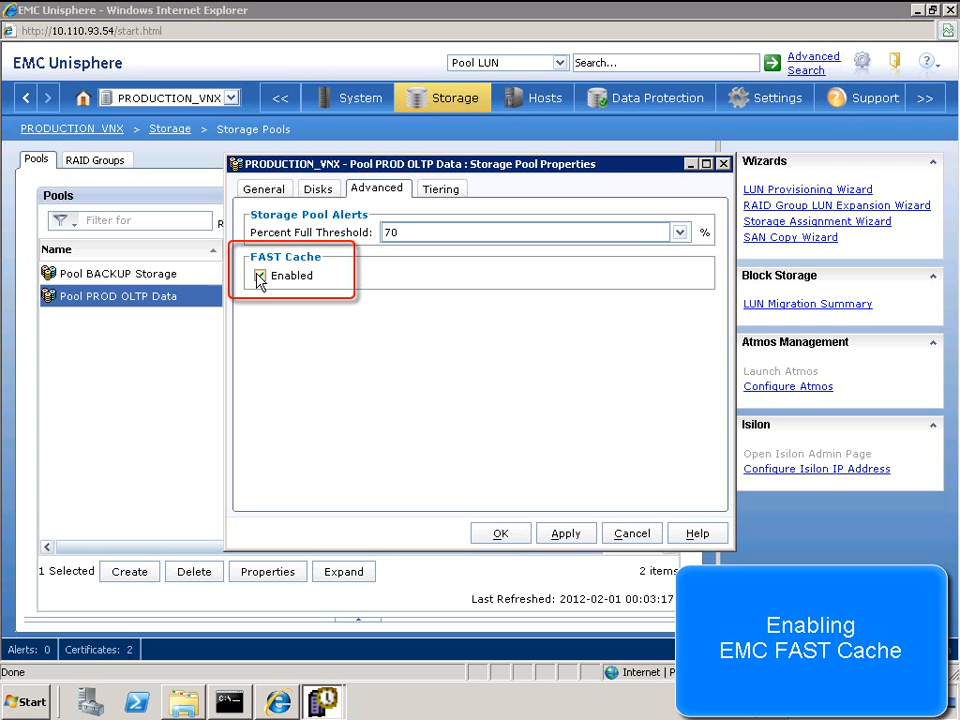 EMC Unisphere - Windows Internet Explorer
http://10.110.93.54/start.html
EMC Unisphere
Pool LUN
Search...
Advanced
Search
PRODUCTION_VNX
<<
System
Storage
Hosts
Data Protection
Settings
Support
>>
PRODUCTION_VNX > Storage > Storage Pools
Pools
RAID Groups
Pools
Filter for
Name
Pool BACKUP Storage
Pool PROD OLTP Data
1 Selected
Create
Delete
Properties
Expand
2 items
Last Refreshed: 2012-02-01 00:03:17
PRODUCTION_VNX - Pool PROD OLTP Data : Storage Pool Properties
General
Disks
Advanced
Tiering
Storage Pool Alerts
Percent Full Threshold: 70 %
FAST Cache
Enabled
OK
Apply
Cancel
Help
Wizards
LUN Provisioning Wizard
RAID Group LUN Expansion Wizard
Storage Assignment Wizard
SAN Copy Wizard
Block Storage
LUN Migration Summary
Atmos Management
Launch Atmos
Configure Atmos
Isilon
Open Isilon Admin Page
Configure Isilon IP Address
Enabling
EMC FAST Cache
Alerts: 0
Certificates: 2
Done
Internet | P
Start